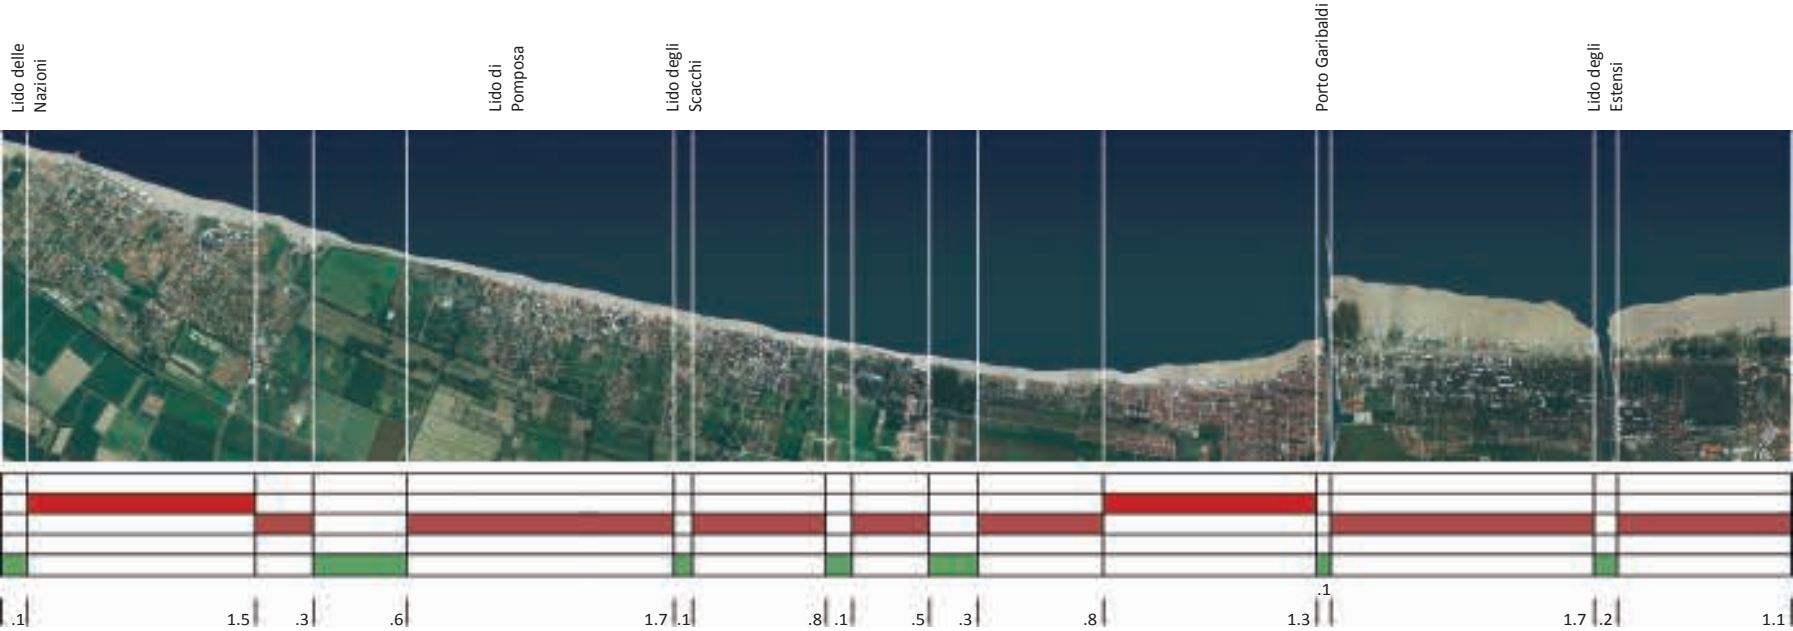 Lido delle
Nazioni
Lido di
Pomposa
Lido degli
Scacchi
Porto Garibaldi
Lido degli
Estensi
.1
.1 1.5 .3 .6 1.7 .1 .8 .1 .5 .3 .8 1.3 1.7 .2 1.1